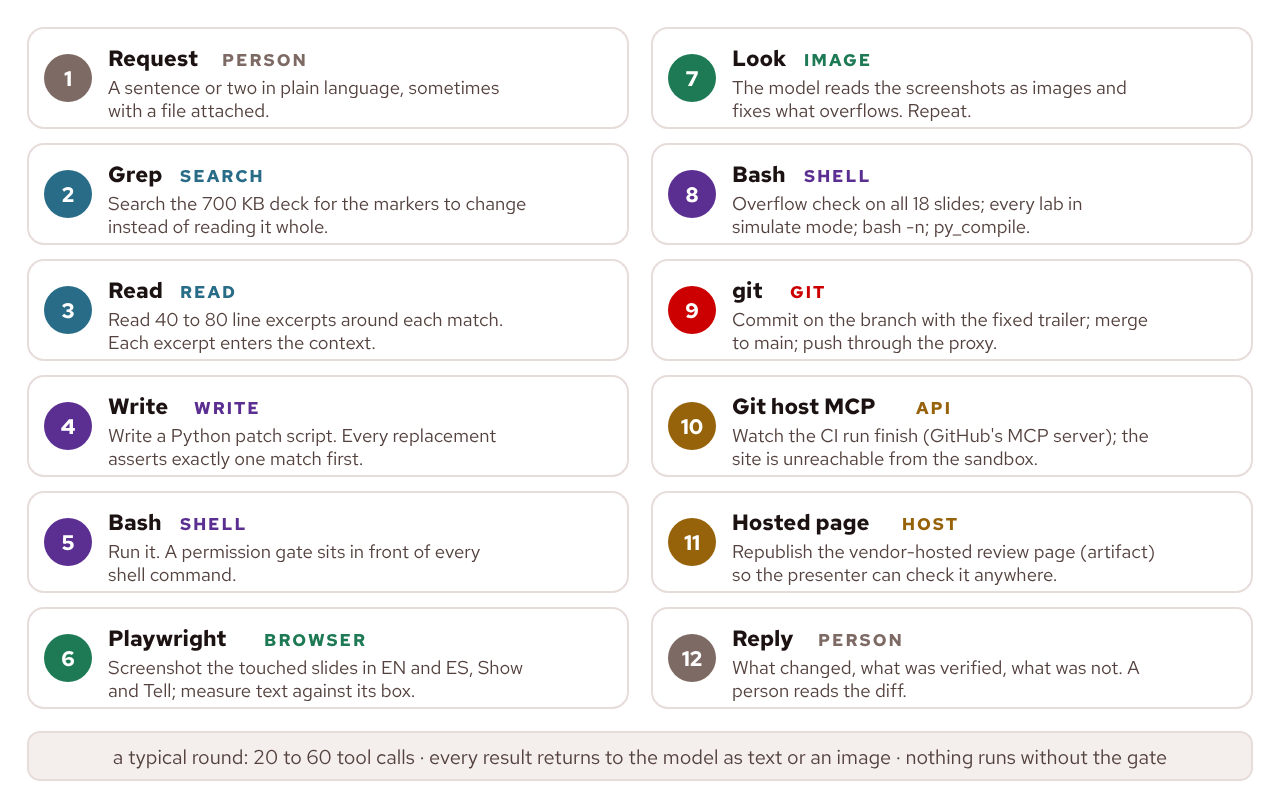 1
Request PERSON
A sentence or two in plain language, sometimes
with a file attached.
2
Grep SEARCH
Search the 700 KB deck for the markers to change
instead of reading it whole.
3
Read READ
Read 40 to 80 line excerpts around each match.
Each excerpt enters the context.
4
Write WRITE
Write a Python patch script. Every replacement
asserts exactly one match first.
5
Bash SHELL
Run it. A permission gate sits in front of every
shell command.
6
Playwright BROWSER
Screenshot the touched slides in EN and ES, Show
and Tell; measure text against its box.
7
Look IMAGE
The model reads the screenshots as images and
fixes what overflows. Repeat.
8
Bash SHELL
Overflow check on all 18 slides; every lab in
simulate mode; bash -n; py_compile.
9
git GIT
Commit on the branch with the fixed trailer; merge
to main; push through the proxy.
10
Git host MCP API
Watch the CI run finish (GitHub's MCP server); the
site is unreachable from the sandbox.
11
Hosted page HOST
Republish the vendor-hosted review page (artifact)
so the presenter can check it anywhere.
12
Reply PERSON
What changed, what was verified, what was not. A
person reads the diff.
a typical round: 20 to 60 tool calls · every result returns to the model as text or an image · nothing runs without the gate